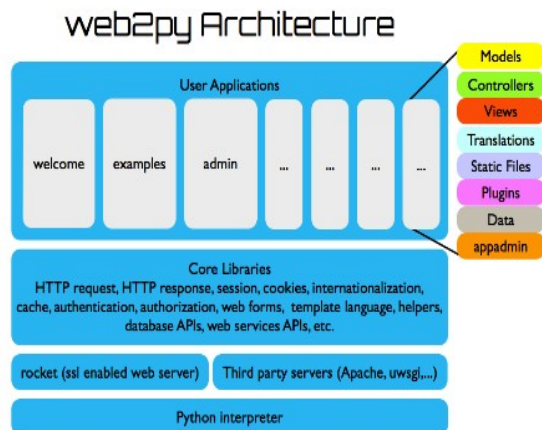 web2py Architecture
User Applications
welcome
examples
admin
...
...
...
...
Models
Controllers
Views
Translations
Static Files
Plugins
Data
appadmin
Core Libraries
HTTP request, HTTP response, session, cookies, internationalization,
cache, authentication, authorization, web forms, template language, helpers,
database APIs, web services APIs, etc.
rocket (ssl enabled web server)
Third party servers (Apache, uwsgi,...)
Python interpreter